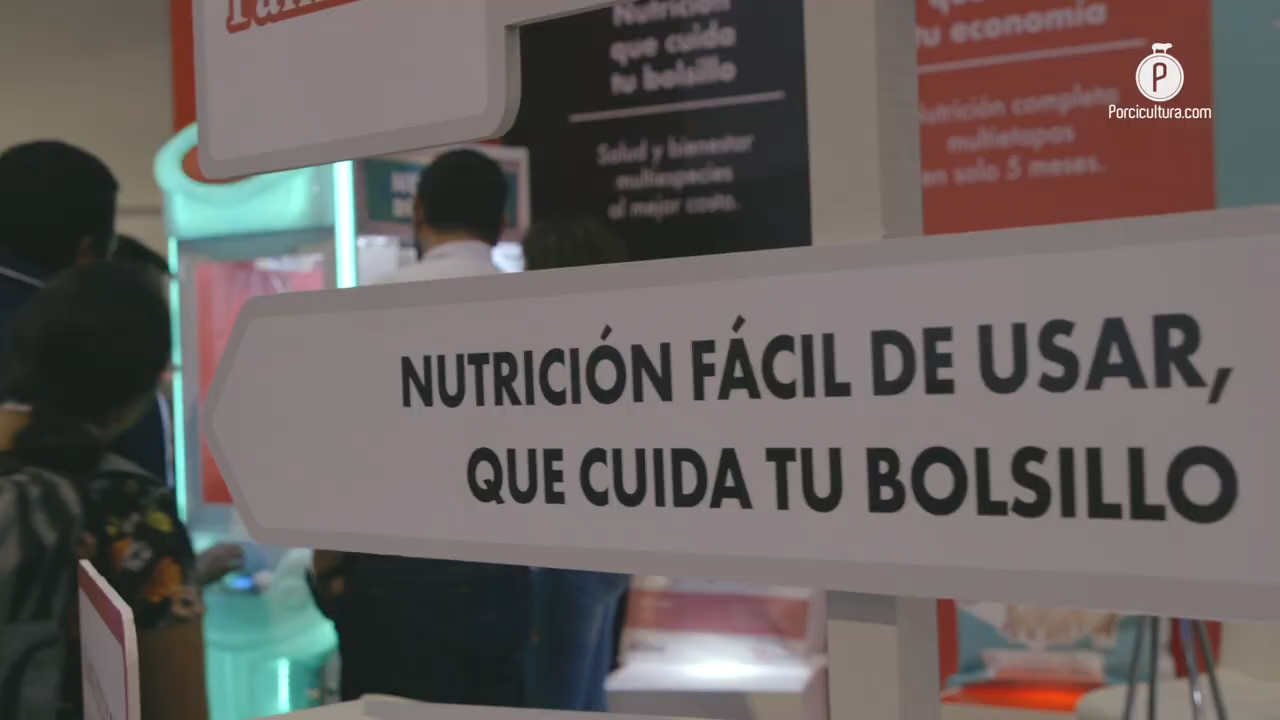 Nutrición
que cuida
tu bolsillo
Salud y bienestar
multiespecies
al mejor costo.
tu economía
Nutrición completa
multietapas
en solo 5 meses.
P
Porcicultura.com
NUTRICIÓN FÁCIL DE USAR,
QUE CUIDA TU BOLSILLO